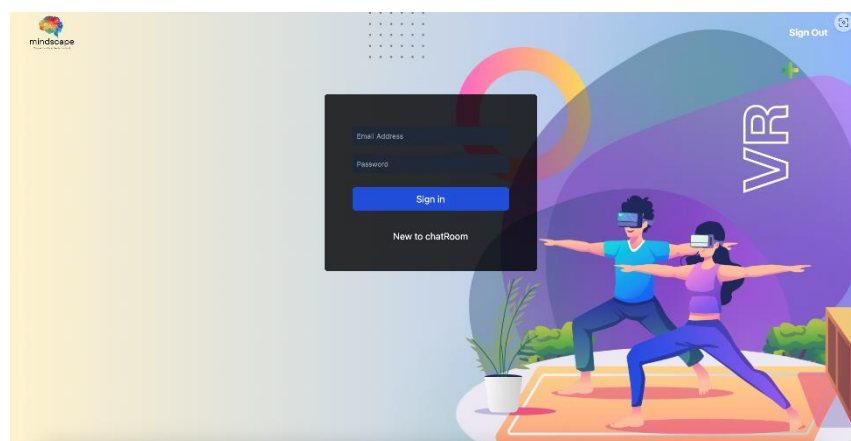 mindscape
Sign Out
VR
Email Address
Password
Sign in
New to chatRoom